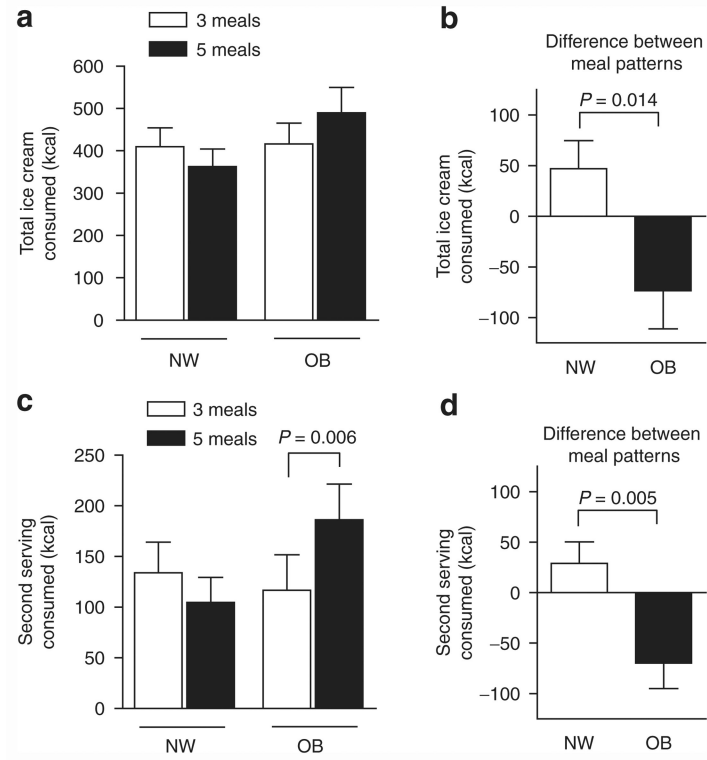 a
3 meals
5 meals
Total ice cream
consumed (kcal)
600
500
400
300
200
100
0
NW
OB
b
Difference between
meal patterns
P = 0.014
Total ice cream
consumed (kcal)
100
50
0
−50
−100
NW
OB
c
3 meals
5 meals
P = 0.006
Second serving
consumed (kcal)
250
200
150
100
50
0
NW
OB
d
Difference between
meal patterns
P = 0.005
Second serving
consumed (kcal)
100
50
0
−50
−100
NW
OB